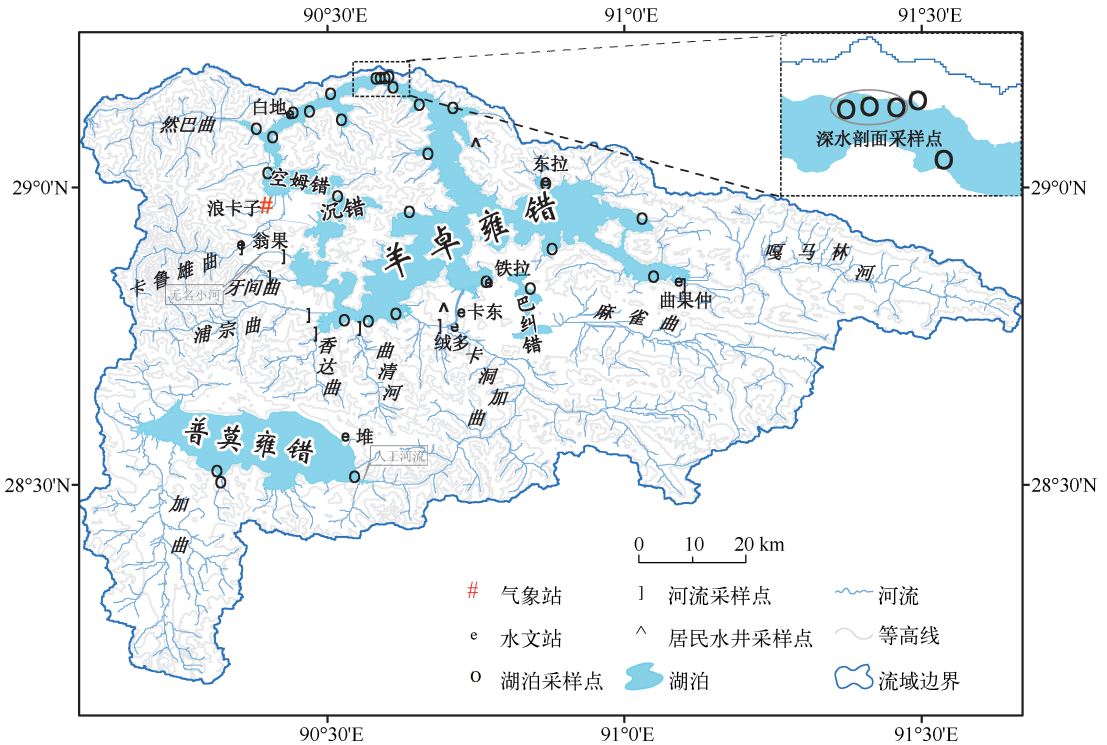 90°30'E
91°0'E
91°30'E
深水剖面采样点
白地
然巴曲
东拉
29°0'N
29°0'N
空姆错
浪卡子
#
沉错
羊卓雍错
翁果
嘎马林河
卡鲁雄曲
牙间曲
无名小河
铁拉
曲果仲
浦宗曲
卡东
巴纠错
麻雀曲
绒多
香达曲
曲清河
卡洞加曲
普莫雍错
堆
人工河流
28°30'N
28°30'N
加曲
0 10 20 km
# 气象站
] 河流采样点
河流
e 水文站
^ 居民水井采样点
等高线
o 湖泊采样点
湖泊
流域边界
90°30'E
91°0'E
91°30'E